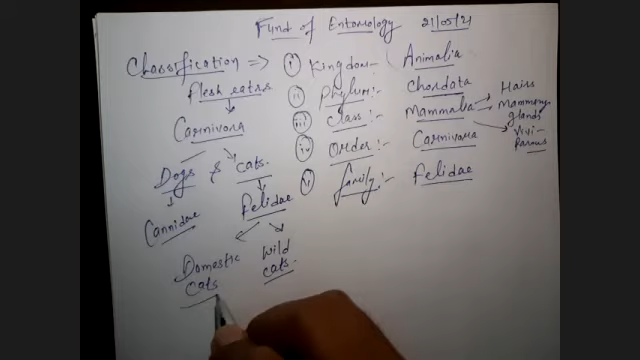 Fund of Entomology 21/05/21
Classification => i) Kingdom:- Animalia
Flesh eaters
ii) Phylum:- Chordata
iii) Class:- Mammalia
Hairs
Mammary
glands
Vivi-
Parous
Carnivora
iv) Order:- Carnivora
Dogs & Cats.
v) family:- Felidae
Cannidae
Felidae
Domestic
Cats
Wild
Cats.